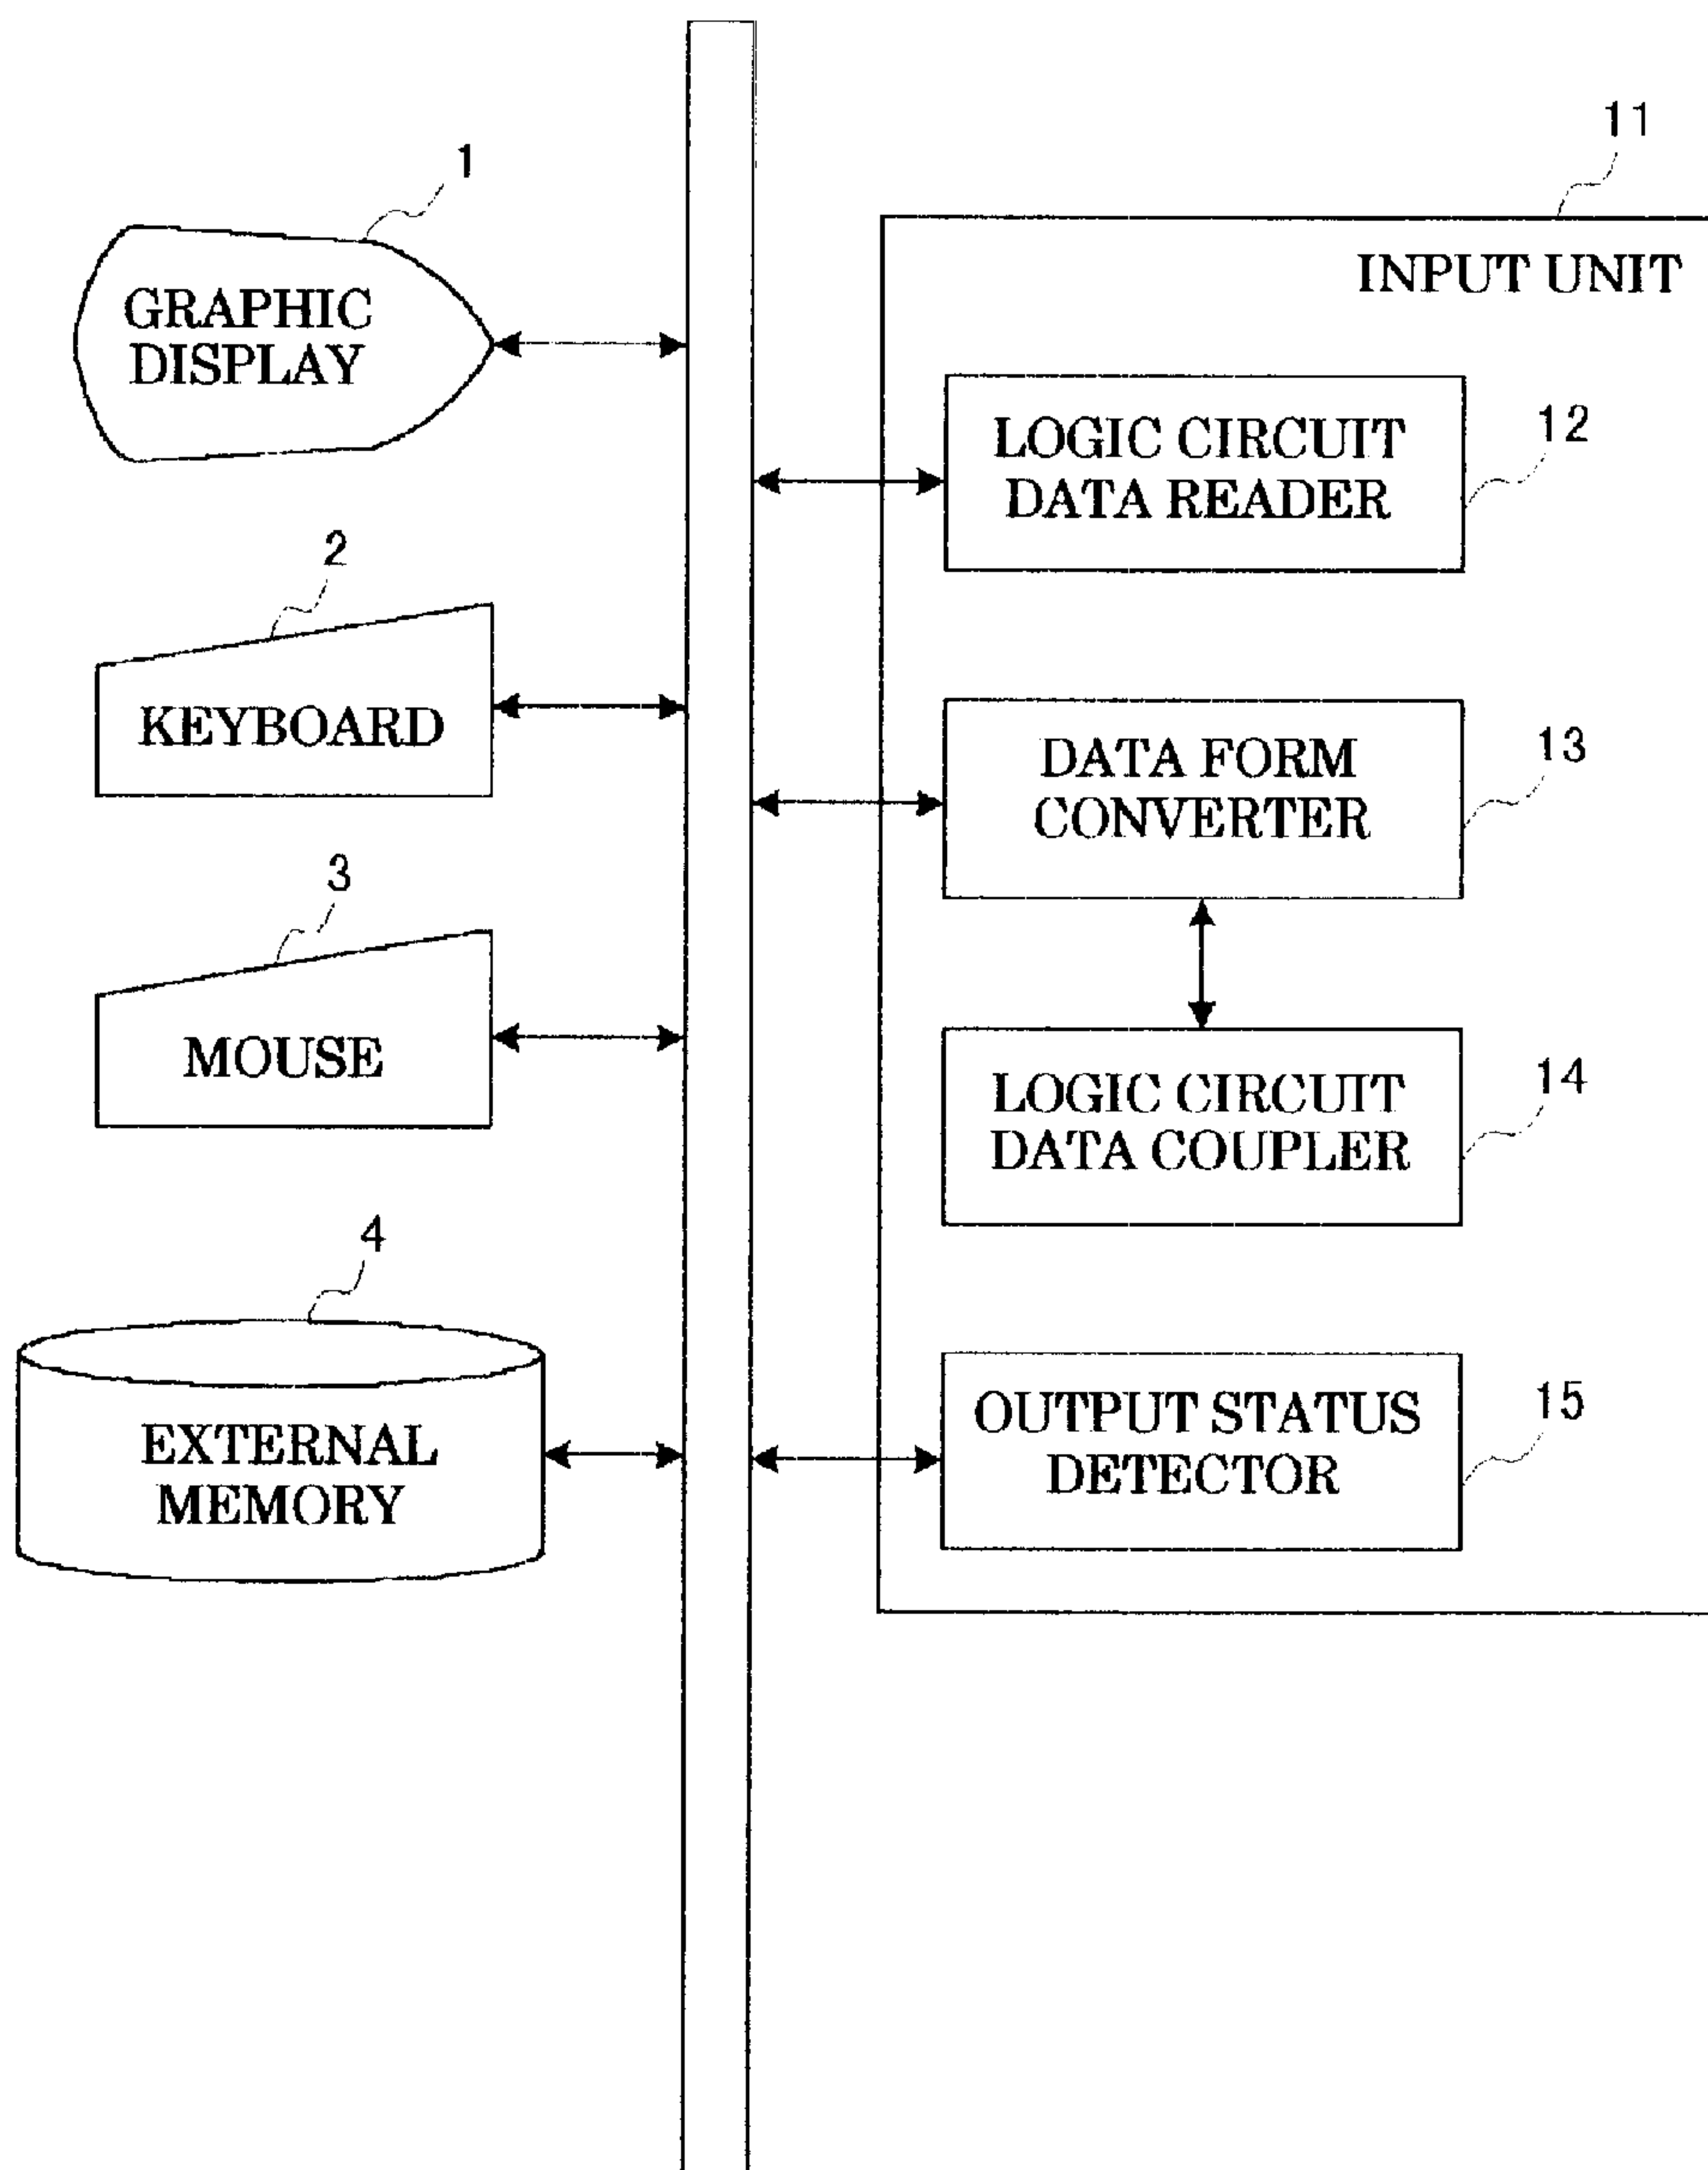 1
GRAPHIC
DISPLAY
2
KEYBOARD
3
MOUSE
4
EXTERNAL
MEMORY
11
INPUT UNIT
12
LOGIC CIRCUIT
DATA READER
13
DATA FORM
CONVERTER
14
LOGIC CIRCUIT
DATA COUPLER
15
OUTPUT STATUS
DETECTOR